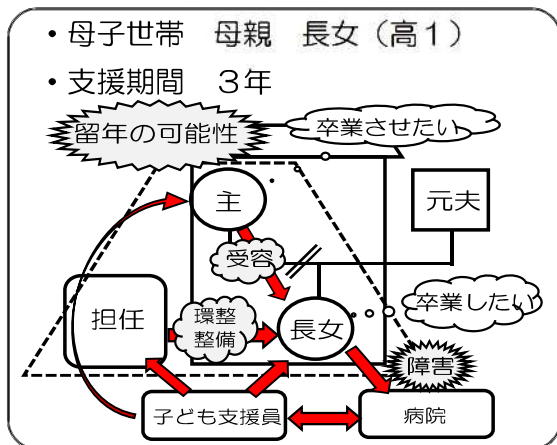 ・母子世帯　母親　長女（高１）
・支援期間　３年
留年の可能性
卒業させたい
主
元夫
受容
卒業したい
担任
環整
整備
長女
障害
子ども支援員
病院